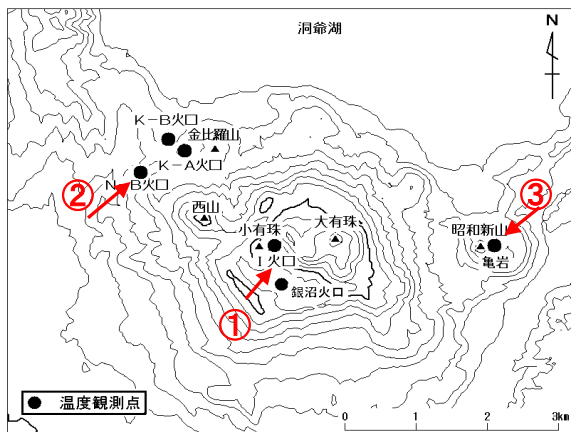 洞爺湖
N
K-B火口
金比羅山
K-A火口
② N B火口
西山
③
小有珠
大有珠
昭和新山
I火口
亀岩
銀沼火口
①
● 温度観測点
0 1 2 3km